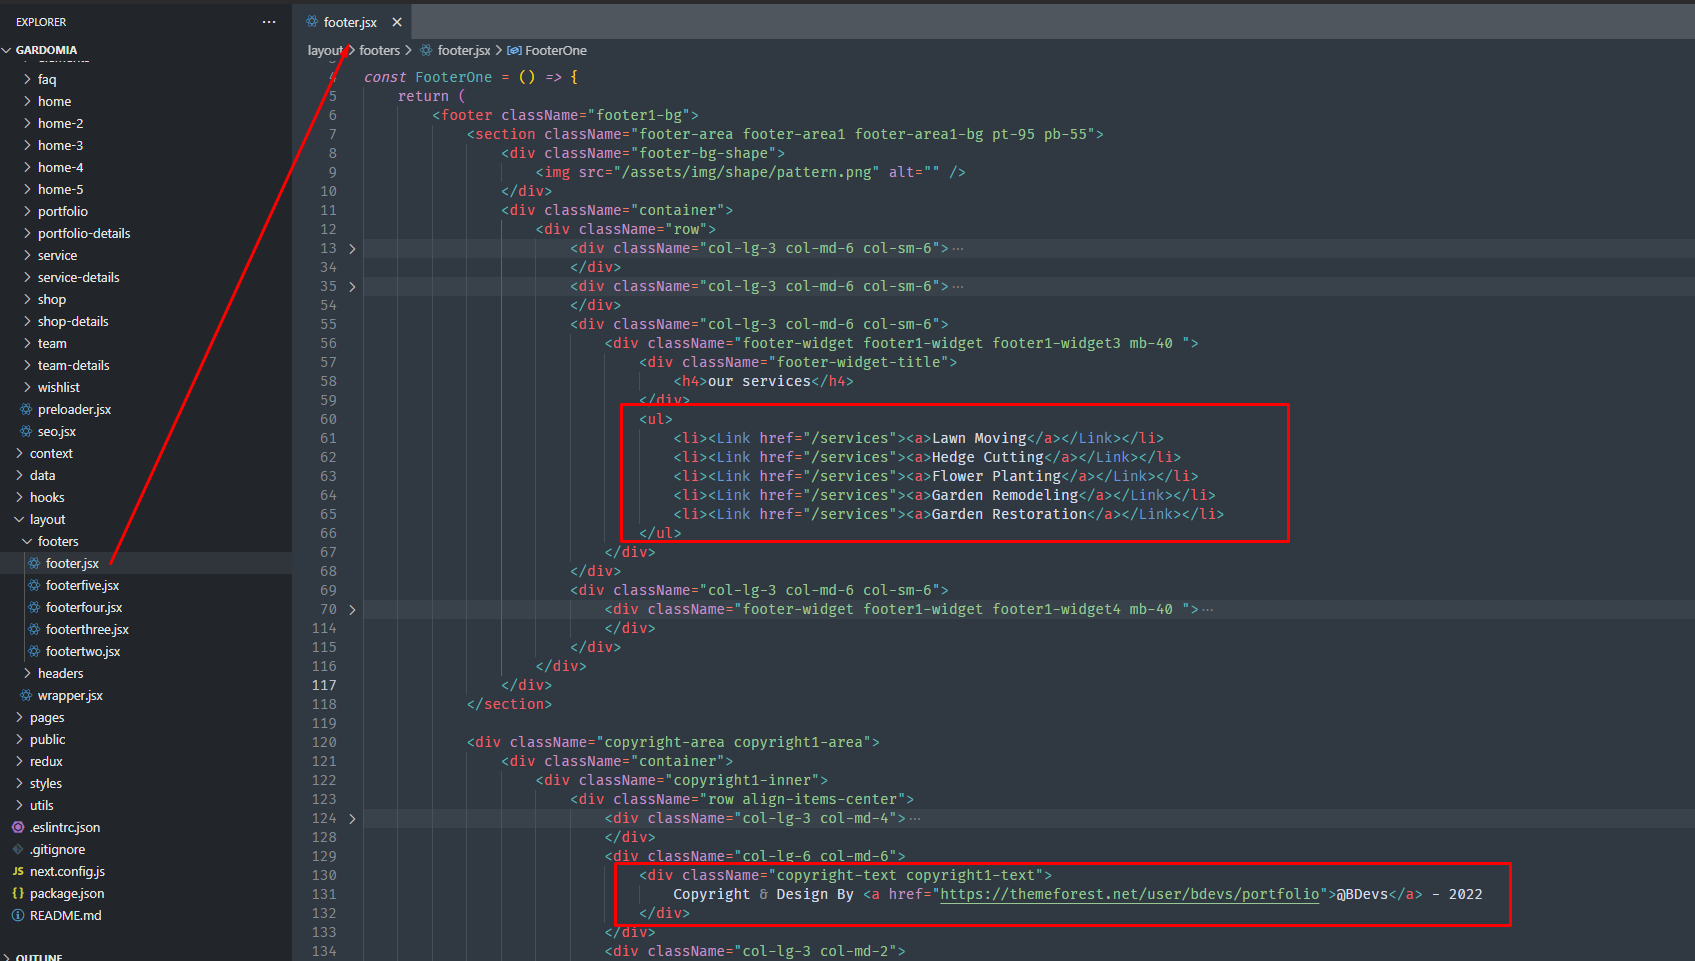 EXPLORER
···
GARDOMIA
elements
faq
home
home-2
home-3
home-4
home-5
portfolio
portfolio-details
service
service-details
shop
shop-details
team
team-details
wishlist
preloader.jsx
seo.jsx
context
data
hooks
layout
footers
footer.jsx
footerfive.jsx
footerfour.jsx
footerthree.jsx
footertwo.jsx
headers
wrapper.jsx
pages
public
redux
styles
utils
.eslintrc.json
.gitignore
JS next.config.js
{} package.json
README.md
OUTLINE
footer.jsx ×
layout > footers > footer.jsx > FooterOne
4 const FooterOne = () => {
5 return (
6 <footer className="footer1-bg">
7 <section className="footer-area footer-area1 footer-area1-bg pt-95 pb-55">
8 <div className="footer-bg-shape">
9 <img src="/assets/img/shape/pattern.png" alt="" />
10 </div>
11 <div className="container">
12 <div className="row">
13 <div className="col-lg-3 col-md-6 col-sm-6">···
34 </div>
35 <div className="col-lg-3 col-md-6 col-sm-6">···
54 </div>
55 <div className="col-lg-3 col-md-6 col-sm-6">
56 <div className="footer-widget footer1-widget footer1-widget3 mb-40 ">
57 <div className="footer-widget-title">
58 <h4>our services</h4>
59 </div>
60 <ul>
61 <li><Link href="/services"><a>Lawn Moving</a></Link></li>
62 <li><Link href="/services"><a>Hedge Cutting</a></Link></li>
63 <li><Link href="/services"><a>Flower Planting</a></Link></li>
64 <li><Link href="/services"><a>Garden Remodeling</a></Link></li>
65 <li><Link href="/services"><a>Garden Restoration</a></Link></li>
66 </ul>
67 </div>
68 </div>
69 <div className="col-lg-3 col-md-6 col-sm-6">
70 <div className="footer-widget footer1-widget footer1-widget4 mb-40 ">···
114 </div>
115 </div>
116 </div>
117 </div>
118 </section>
119
120 <div className="copyright-area copyright1-area">
121 <div className="container">
122 <div className="copyright1-inner">
123 <div className="row align-items-center">
124 <div className="col-lg-3 col-md-4">···
128 </div>
129 <div className="col-lg-6 col-md-6">
130 <div className="copyright-text copyright1-text">
131 Copyright & Design By <a href="https://themeforest.net/user/bdevs/portfolio">@BDevs</a> - 2022
132 </div>
133 </div>
134 <div className="col-lg-3 col-md-2">